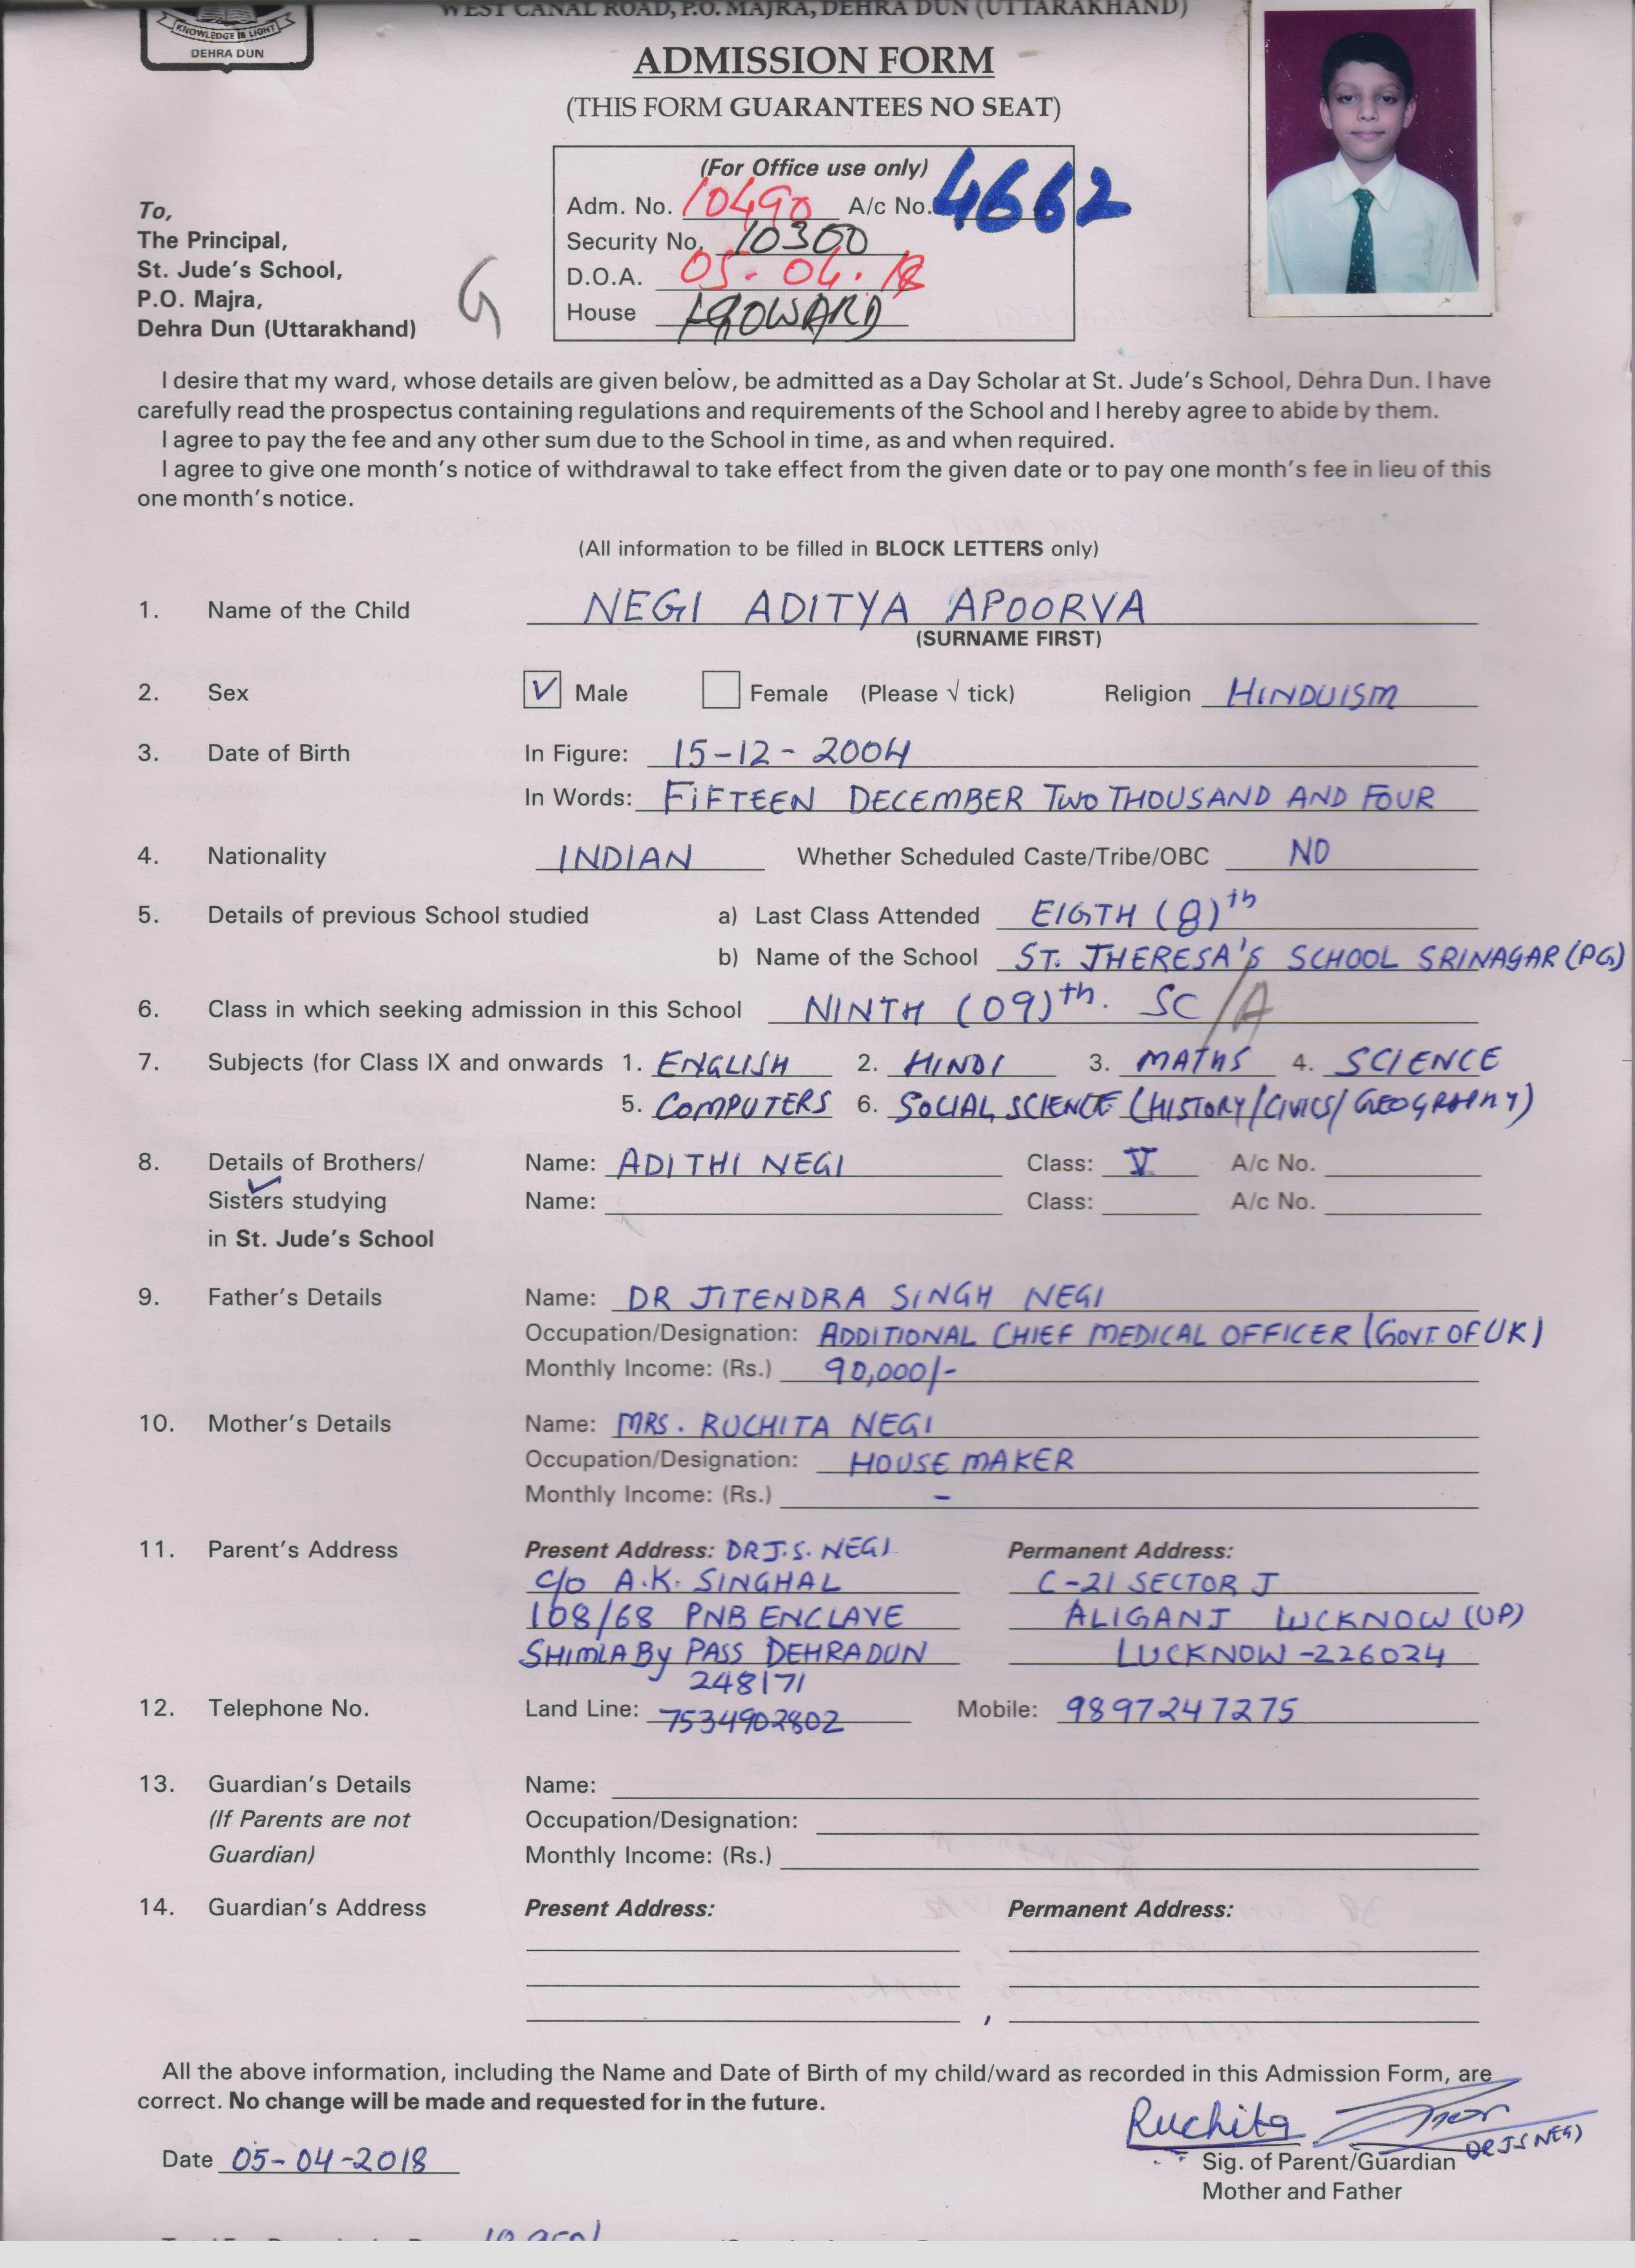 WEST CANAL ROAD, P.O. MAJRA, DEHRA DUN (UTTARAKHAND)
KNOWLEDGE IS LIGHT
DEHRA DUN
ADMISSION FORM
(THIS FORM GUARANTEES NO SEAT)
(For Office use only)
Adm. No. 10490 A/c No. 4662
Security No. 10300
D.O.A. 05-04.18
House HOWARD
To,
The Principal,
St. Jude's School,
P.O. Majra,
Dehra Dun (Uttarakhand)
G
I desire that my ward, whose details are given below, be admitted as a Day Scholar at St. Jude's School, Dehra Dun. I have
carefully read the prospectus containing regulations and requirements of the School and I hereby agree to abide by them.
I agree to pay the fee and any other sum due to the School in time, as and when required.
I agree to give one month's notice of withdrawal to take effect from the given date or to pay one month's fee in lieu of this
one month's notice.
(All information to be filled in BLOCK LETTERS only)
1. Name of the Child NEGI ADITYA APOORVA
(SURNAME FIRST)
2. Sex V Male Female (Please √ tick) Religion HINDUISM
3. Date of Birth In Figure: 15-12-2004
In Words: FIFTEEN DECEMBER TWO THOUSAND AND FOUR
4. Nationality INDIAN Whether Scheduled Caste/Tribe/OBC NO
5. Details of previous School studied a) Last Class Attended EIGTH (8)th
b) Name of the School ST. THERESA'S SCHOOL SRINAGAR (PG)
6. Class in which seeking admission in this School NINTH (09)th. SC/A
7. Subjects (for Class IX and onwards 1. ENGLISH 2. HINDI 3. MATHS 4. SCIENCE
5. COMPUTERS 6. SOCIAL SCIENCE (HISTORY/CIVICS/GEOGRAPHY)
8. Details of Brothers/ Name: ADITHI NEGI Class: V A/c No.
Sisters studying Name: Class: A/c No.
in St. Jude's School
9. Father's Details Name: DR JITENDRA SINGH NEGI
Occupation/Designation: ADDITIONAL CHIEF MEDICAL OFFICER (GOVT OF UK)
Monthly Income: (Rs.) 90,000/-
10. Mother's Details Name: MRS. RUCHITA NEGI
Occupation/Designation: HOUSE MAKER
Monthly Income: (Rs.) -
11. Parent's Address Present Address: DR J.S. NEGI Permanent Address:
C/O A.K. SINGHAL C-21 SECTOR J
108/68 PNB ENCLAVE ALIGANJ LUCKNOW (UP)
SHIMLA By PASS DEHRADUN LUCKNOW-226024
248171
12. Telephone No. Land Line: 7534902802 Mobile: 9897247275
13. Guardian's Details Name:
(If Parents are not Occupation/Designation:
Guardian) Monthly Income: (Rs.)
14. Guardian's Address Present Address: Permanent Address:
All the above information, including the Name and Date of Birth of my child/ward as recorded in this Admission Form, are
correct. No change will be made and requested for in the future.
Ruchita
DR J S NEGI
Date 05-04-2018 Sig. of Parent/Guardian
Mother and Father